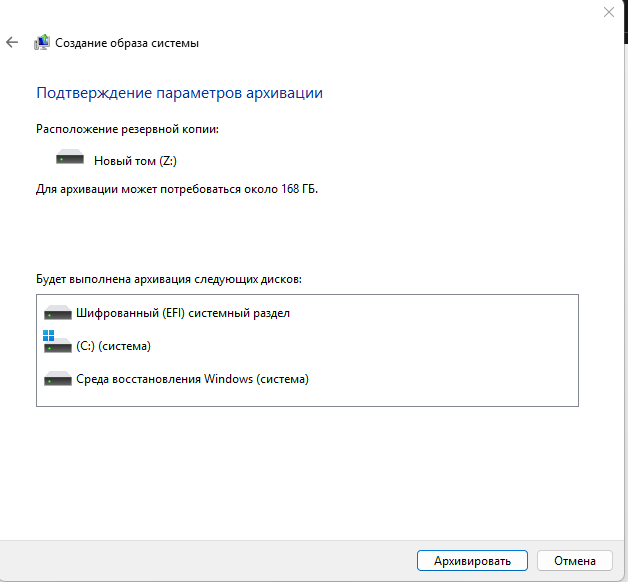 Создание образа системы
Подтверждение параметров архивации
Расположение резервной копии:
Новый том (Z:)
Для архивации может потребоваться около 168 ГБ.
Будет выполнена архивация следующих дисков:
Шифрованный (EFI) системный раздел
(C:) (система)
Среда восстановления Windows (система)
Архивировать
Отмена